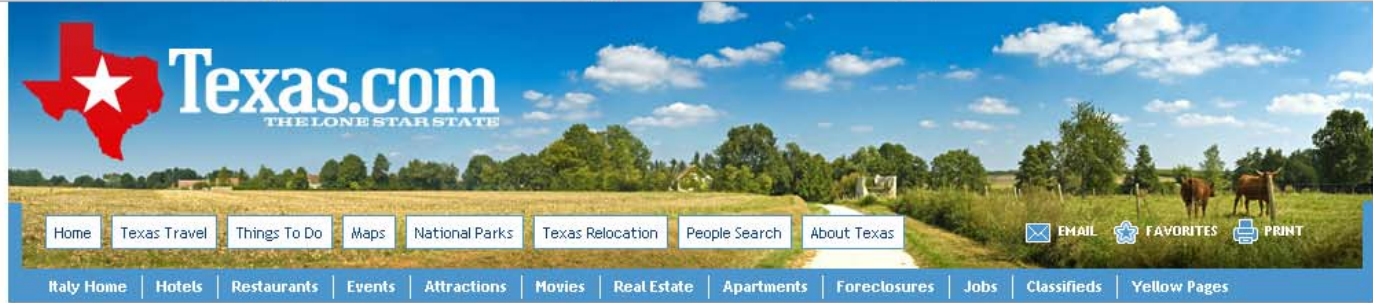 Texas.com
THE LONE STAR STATE
Home Texas Travel Things To Do Maps National Parks Texas Relocation People Search About Texas EMAIL FAVORITES PRINT
Italy Home Hotels Restaurants Events Attractions Movies Real Estate Apartments Foreclosures Jobs Classifieds Yellow Pages